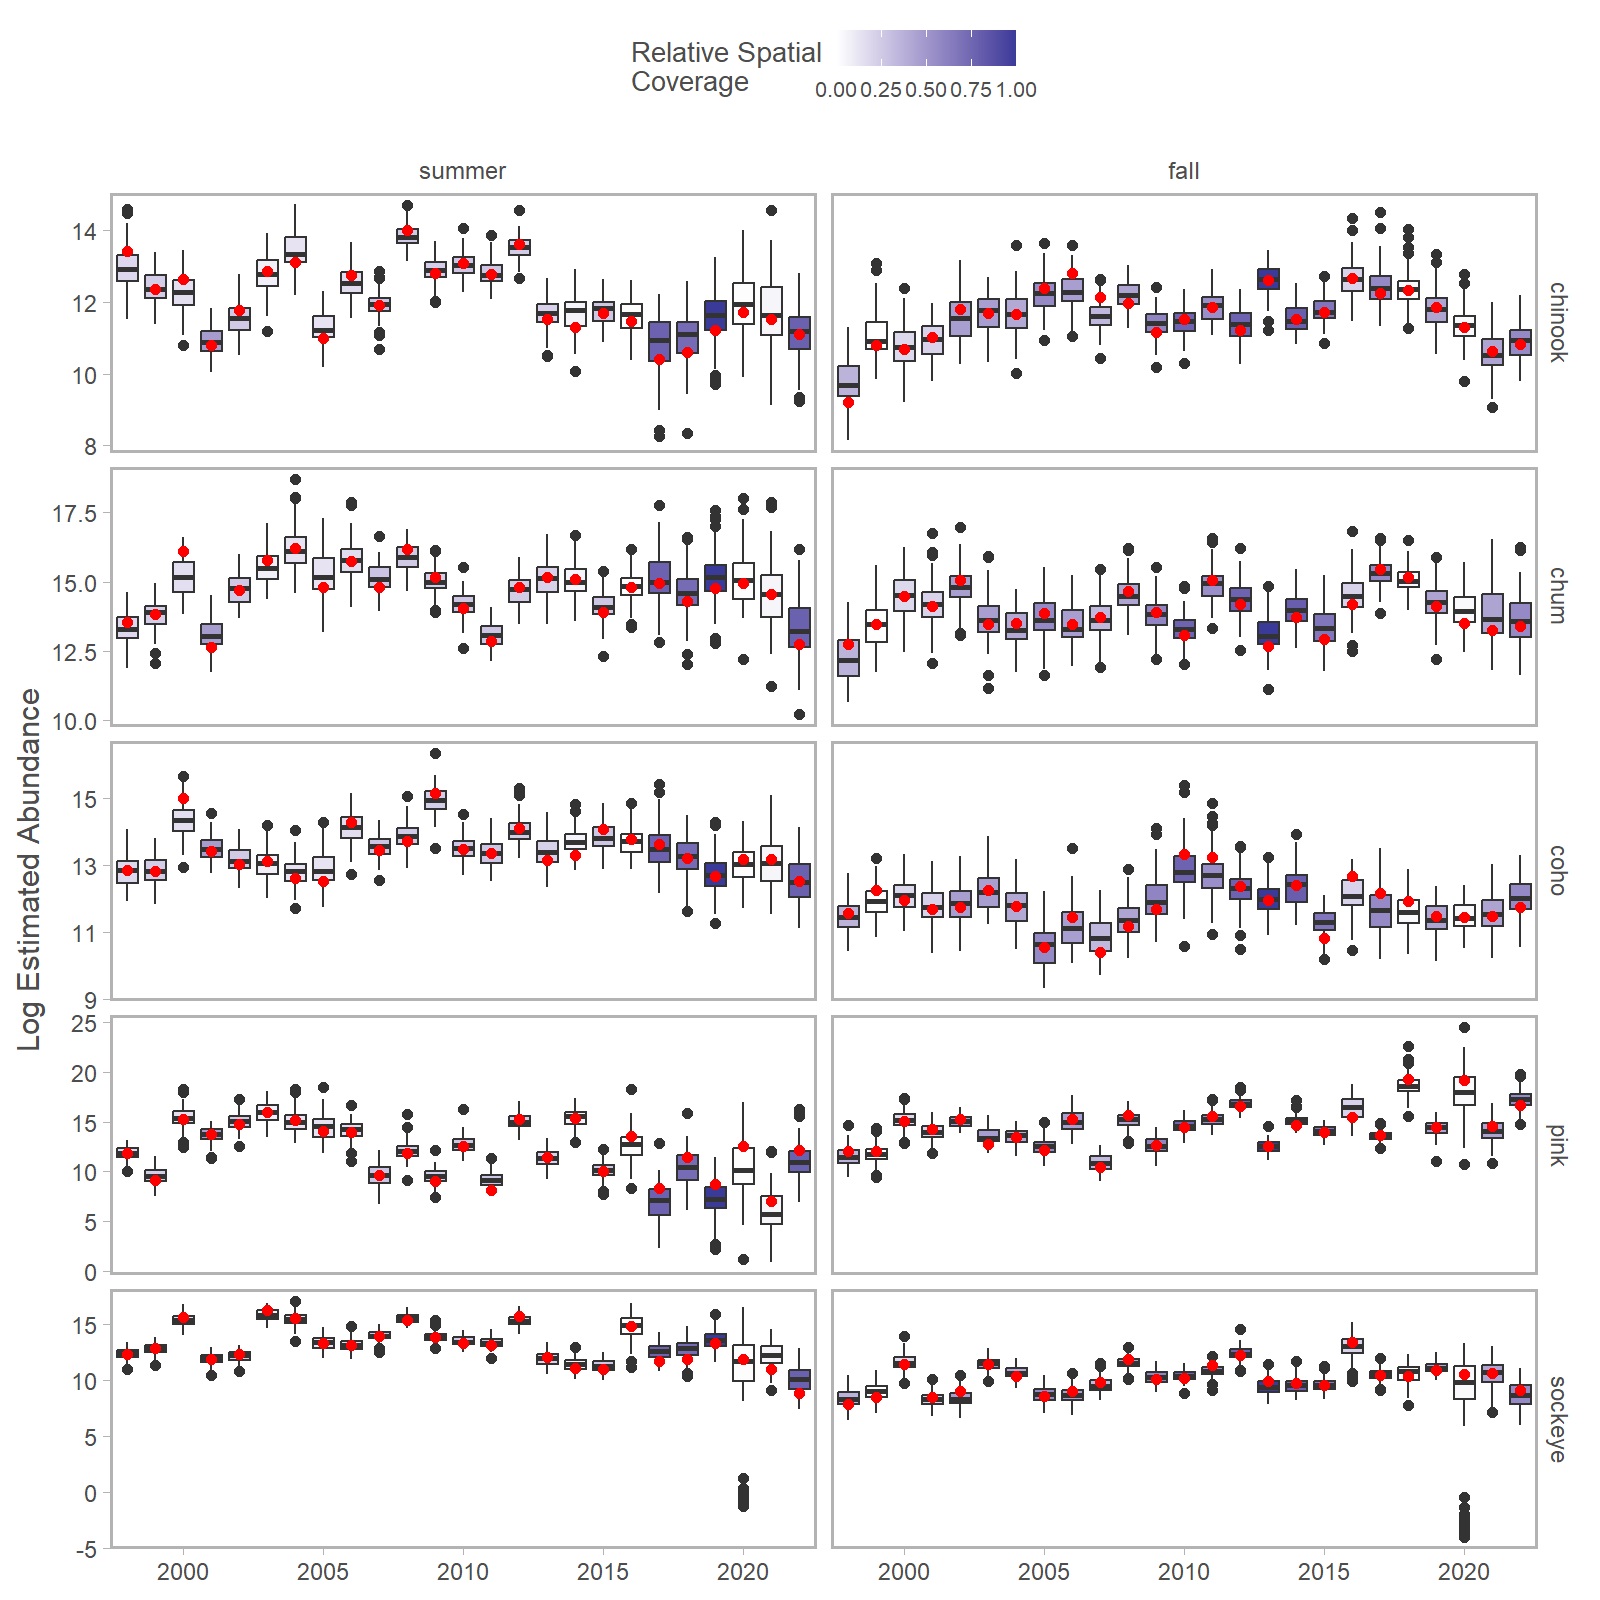 Relative Spatial
Coverage
0.00 0.25 0.50 0.75 1.00
summer fall
14
12
10
8
chinook
17.5
15.0
12.5
10.0
chum
15
13
11
9
coho
25
20
15
10
5
0
pink
15
10
5
0
-5
sockeye
Log Estimated Abundance
2000 2005 2010 2015 2020 2000 2005 2010 2015 2020